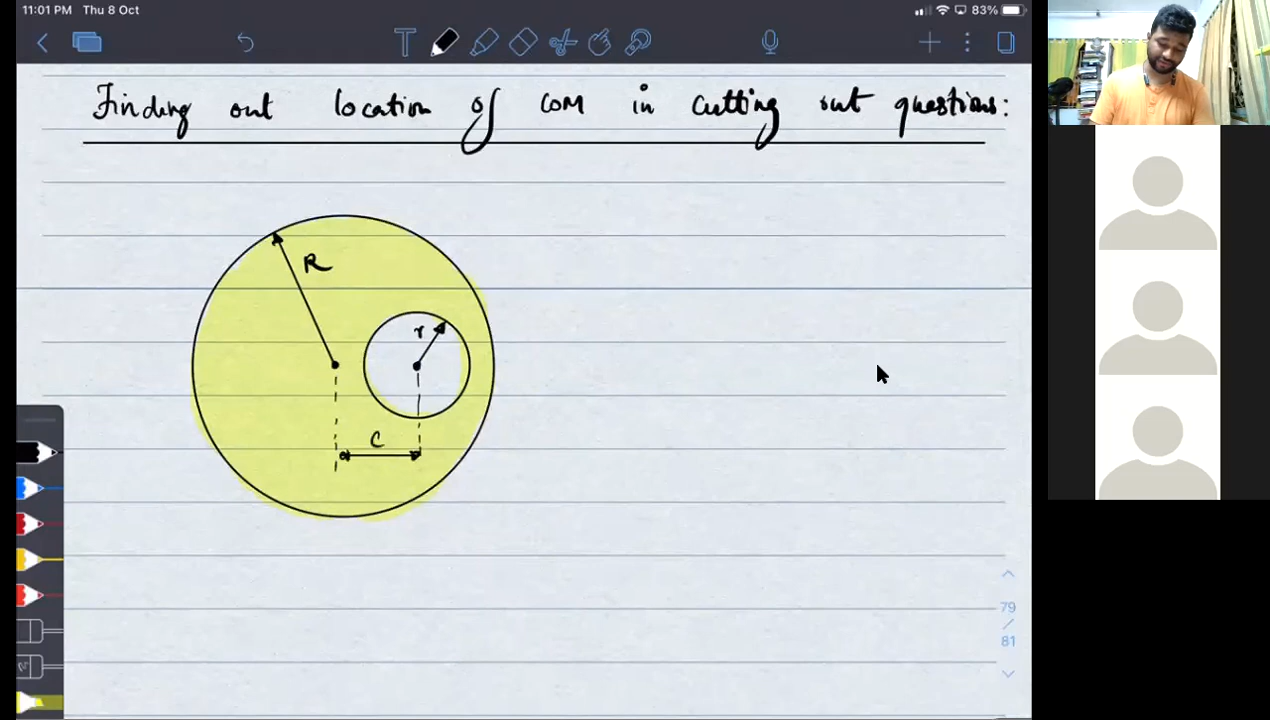 11:01 PM Thu 8 Oct
83%
T
Finding out location of COM in cutting out questions:
R
r
C
79
/
81